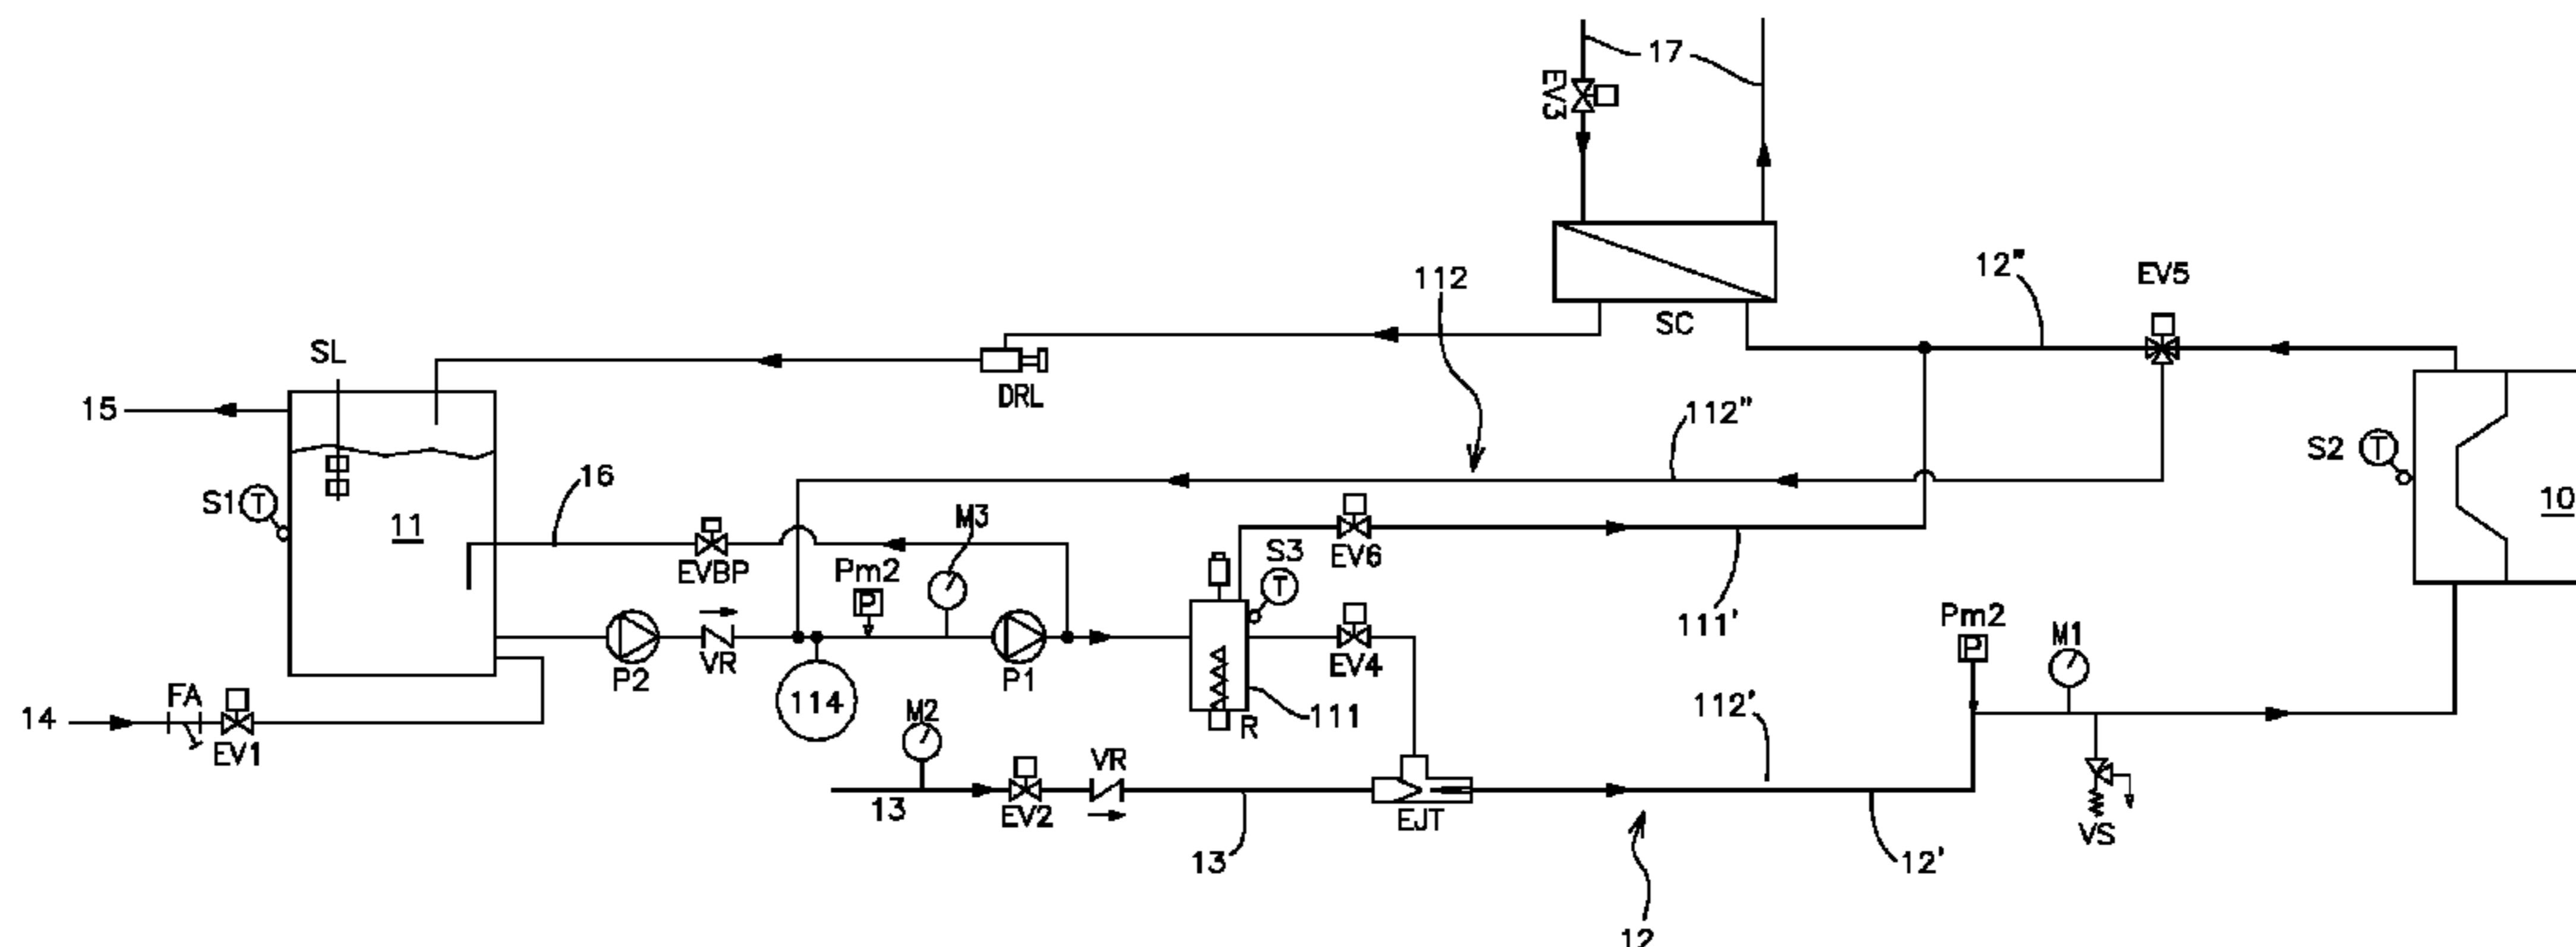 17
EV3
112
SC
12"
EV5
SL
DRL
15
112"
S2 T
10
16
S1 T
11
M3
EVBP
Pm2
P
S3
T
EV6
Pm2
P
M1
111'
P2
VR
P1
EV4
114
14
FA
EV1
M2
R
111
112'
VR
13
EV2
EJT
VS
13
12'
12